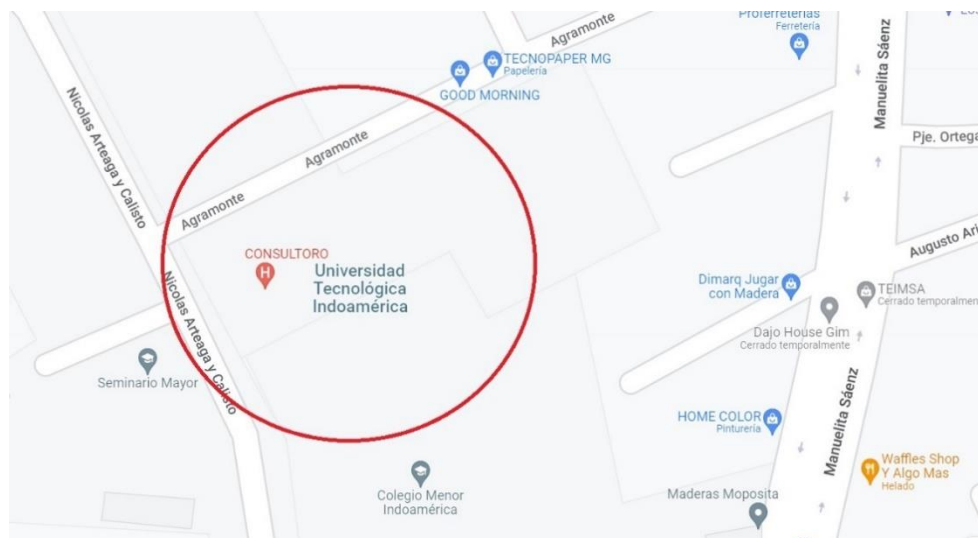 Proferreterias
Ferretería
Agramonte
TECNOPAPER MG
Papelería
GOOD MORNING
Manuelita Sáenz
Nicolas Arteaga y Calisto
Agramonte
Pje. Ortega
Agramonte
Augusto Ari
CONSULTORO
Universidad
Tecnológica
Indoamérica
Dimarq Jugar
con Madera
TEIMSA
Cerrado temporalmen
Nicolas Arteaga y Calisto
Dajo House Gim
Cerrado temporalmente
Seminario Mayor
Manuelita Sáenz
HOME COLOR
Pinturería
Waffles Shop
Y Algo Mas
Helado
Colegio Menor
Indoamérica
Maderas Moposita